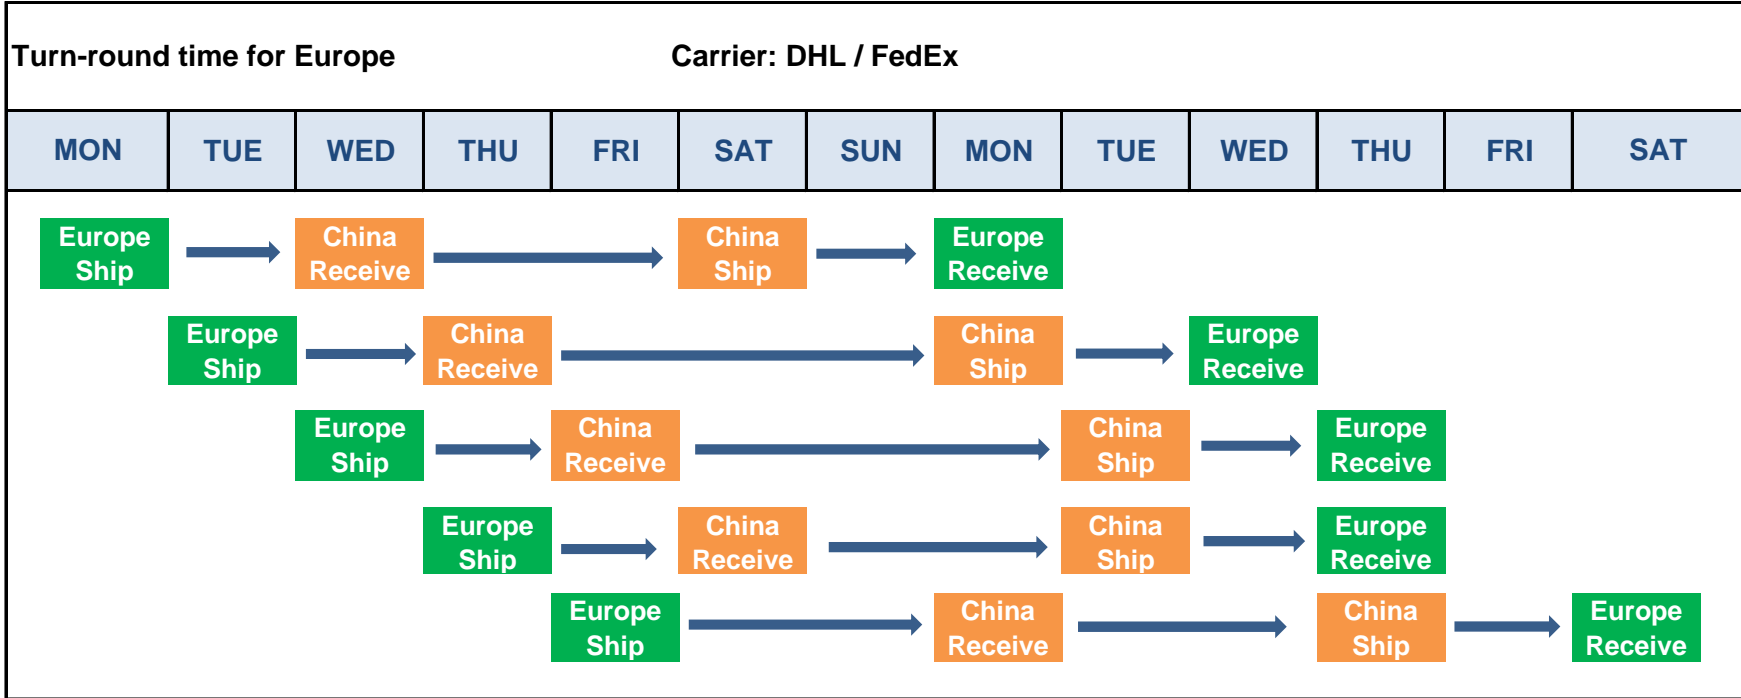 Turn-round time for Europe Carrier: DHL / FedEx
MON TUE WED THU FRI SAT SUN MON TUE WED THU FRI SAT
Europe China China Europe
Ship Receive Ship Receive
Europe China China Europe
Ship Receive Ship Receive
Europe China China Europe
Ship Receive Ship Receive
Europe China China Europe
Ship Receive Ship Receive
Europe China China Europe
Ship Receive Ship Receive